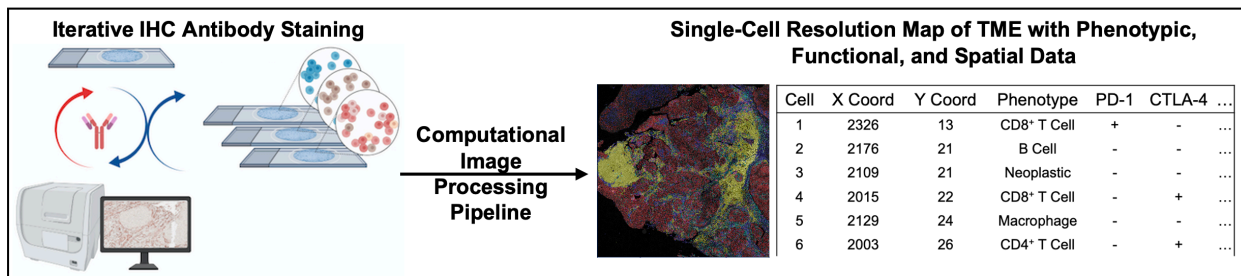 Iterative IHC Antibody Staining
Computational
Image
Processing
Pipeline
Single-Cell Resolution Map of TME with Phenotypic,
Functional, and Spatial Data
Cell X Coord Y Coord Phenotype PD-1 CTLA-4 ...
1 2326 13 CD8⁺ T Cell + - ...
2 2176 21 B Cell - - ...
3 2109 21 Neoplastic - - ...
4 2015 22 CD8⁺ T Cell - + ...
5 2129 24 Macrophage - - ...
6 2003 26 CD4⁺ T Cell - + ...